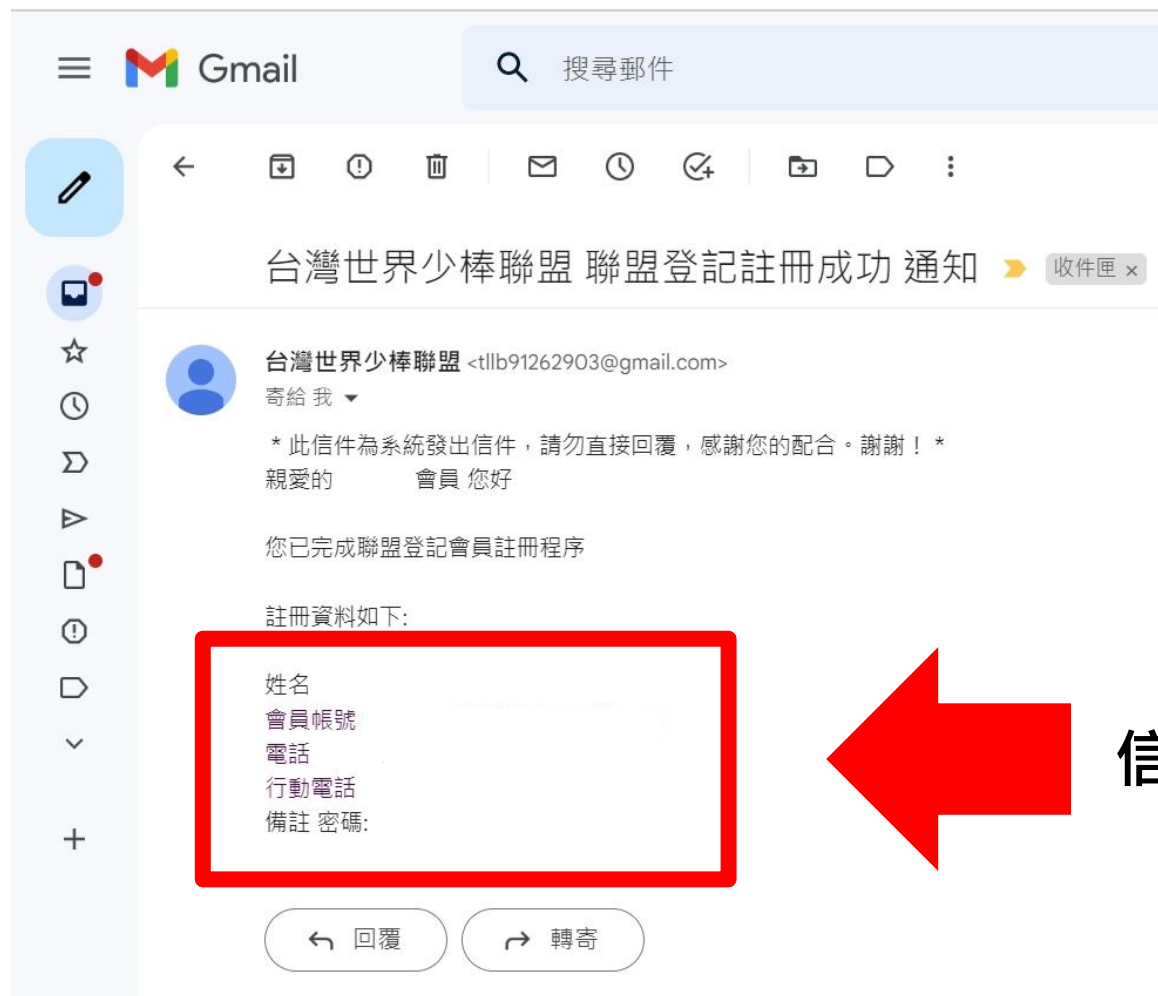 Gmail
搜尋郵件
台灣世界少棒聯盟 聯盟登記註冊成功 通知
收件匣 x
台灣世界少棒聯盟 <tllb91262903@gmail.com>
寄給 我
* 此信件為系統發出信件，請勿直接回覆，感謝您的配合。謝謝！*
親愛的 會員 您好
您已完成聯盟登記會員註冊程序
註冊資料如下:
姓名
會員帳號
電話
行動電話
備註 密碼:
信
回覆
轉寄